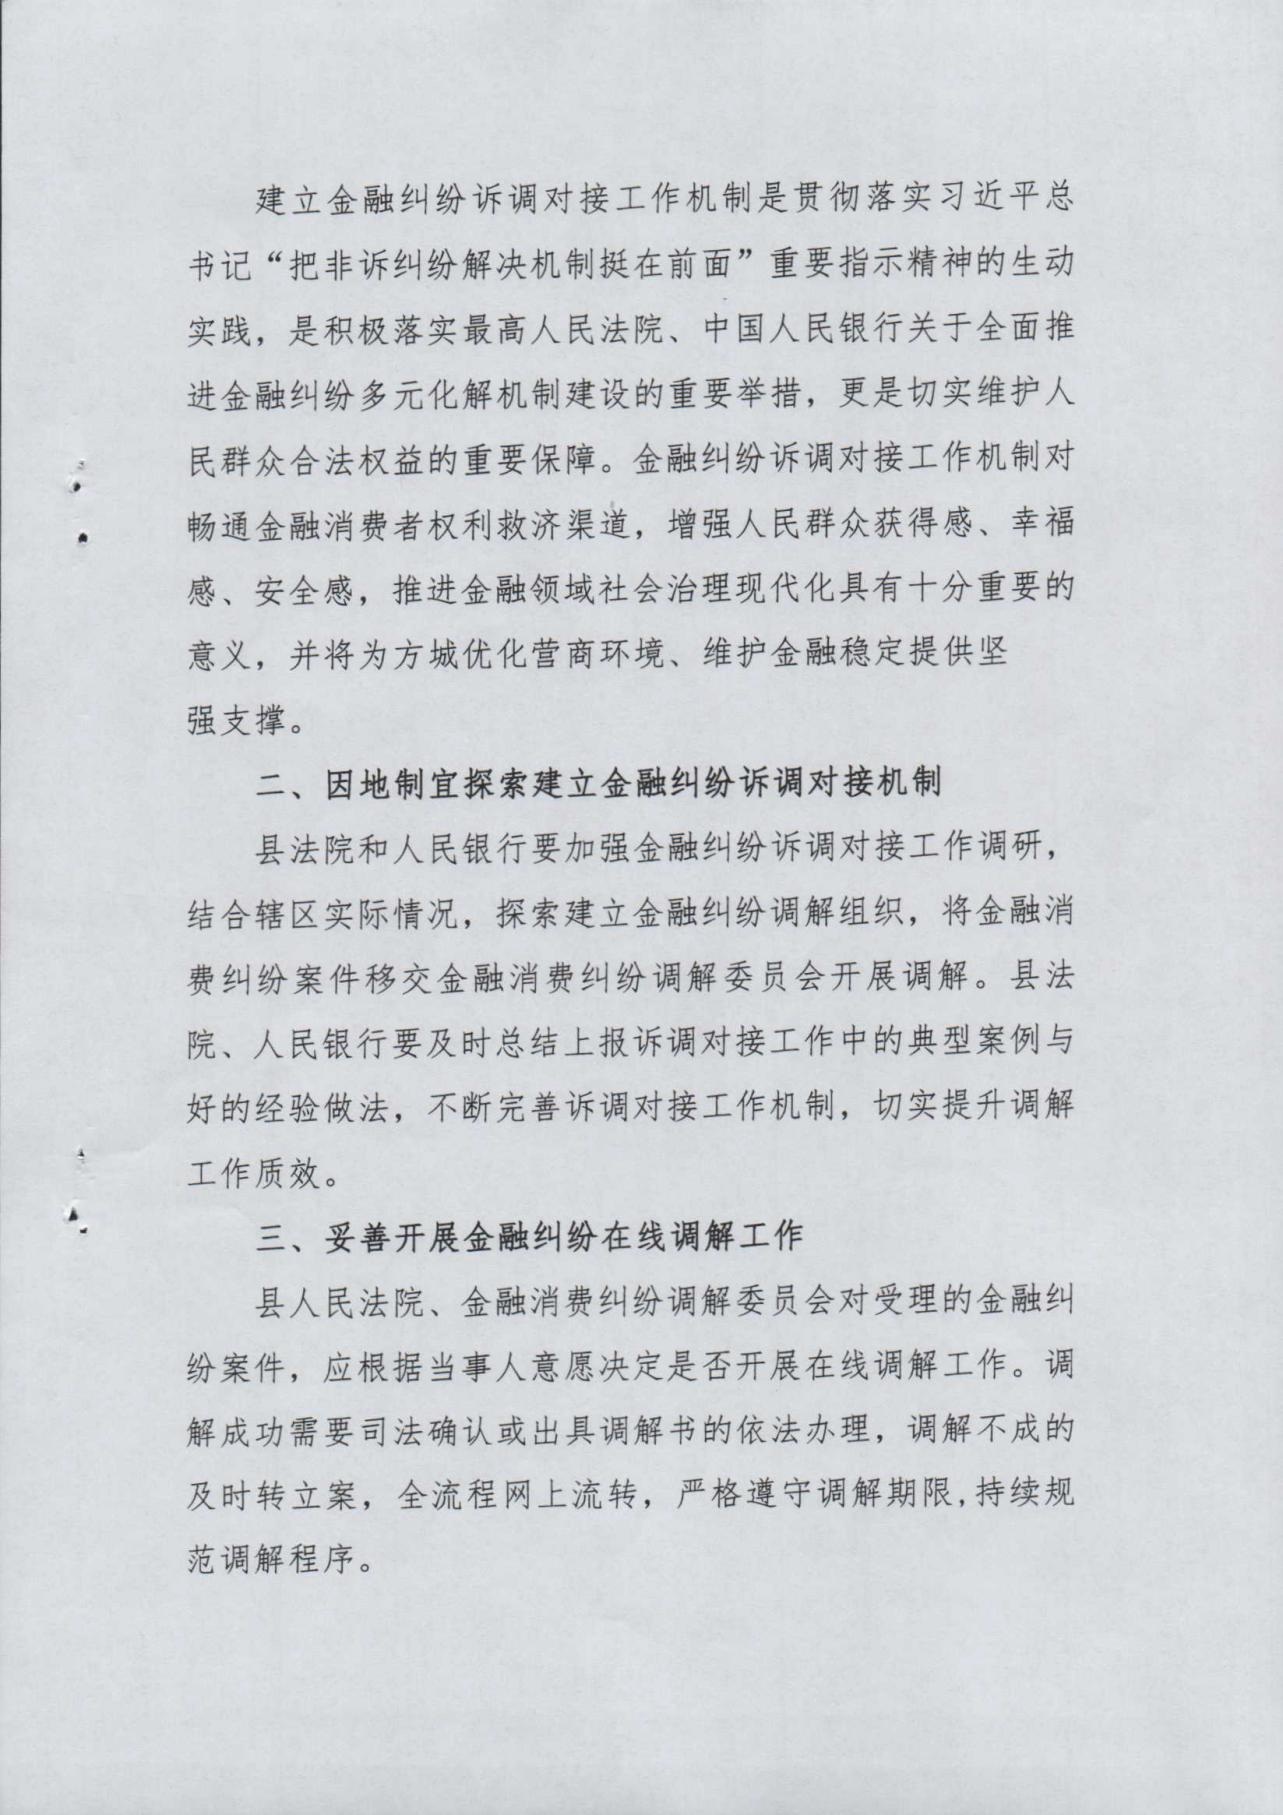 建立金融纠纷诉调对接工作机制是贯彻落实习近平总
书记“把非诉纠纷解决机制挺在前面”重要指示精神的生动
实践，是积极落实最高人民法院、中国人民银行关于全面推
进金融纠纷多元化解机制建设的重要举措，更是切实维护人
民群众合法权益的重要保障。金融纠纷诉调对接工作机制对
畅通金融消费者权利救济渠道，增强人民群众获得感、幸福
感、安全感，推进金融领域社会治理现代化具有十分重要的
意义，并将为方城优化营商环境、维护金融稳定提供坚
强支撑。
二、因地制宜探索建立金融纠纷诉调对接机制
县法院和人民银行要加强金融纠纷诉调对接工作调研，
结合辖区实际情况，探索建立金融纠纷调解组织，将金融消
费纠纷案件移交金融消费纠纷调解委员会开展调解。县法
院、人民银行要及时总结上报诉调对接工作中的典型案例与
好的经验做法，不断完善诉调对接工作机制，切实提升调解
工作质效。
三、妥善开展金融纠纷在线调解工作
县人民法院、金融消费纠纷调解委员会对受理的金融纠
纷案件，应根据当事人意愿决定是否开展在线调解工作。调
解成功需要司法确认或出具调解书的依法办理，调解不成的
及时转立案，全流程网上流转，严格遵守调解期限,持续规
范调解程序。